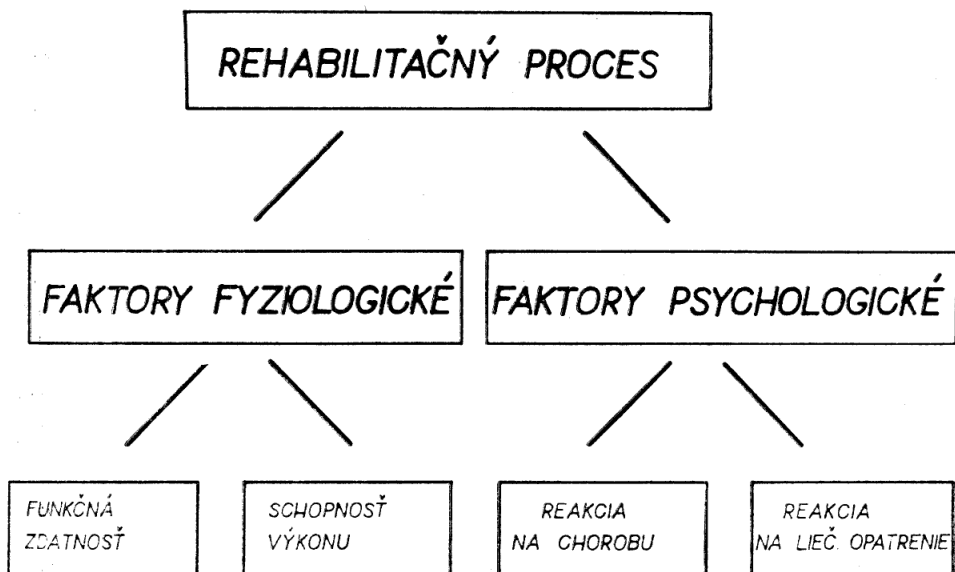 REHABILITAČNÝ PROCES
FAKTORY FYZIOLOGICKÉ
FAKTORY PSYCHOLOGICKÉ
FUNKČNÁ
ZDATNOSŤ
SCHOPNOSŤ
VÝKONU
REAKCIA
NA CHOROBU
REAKCIA
NA LIEČ. OPATRENIE